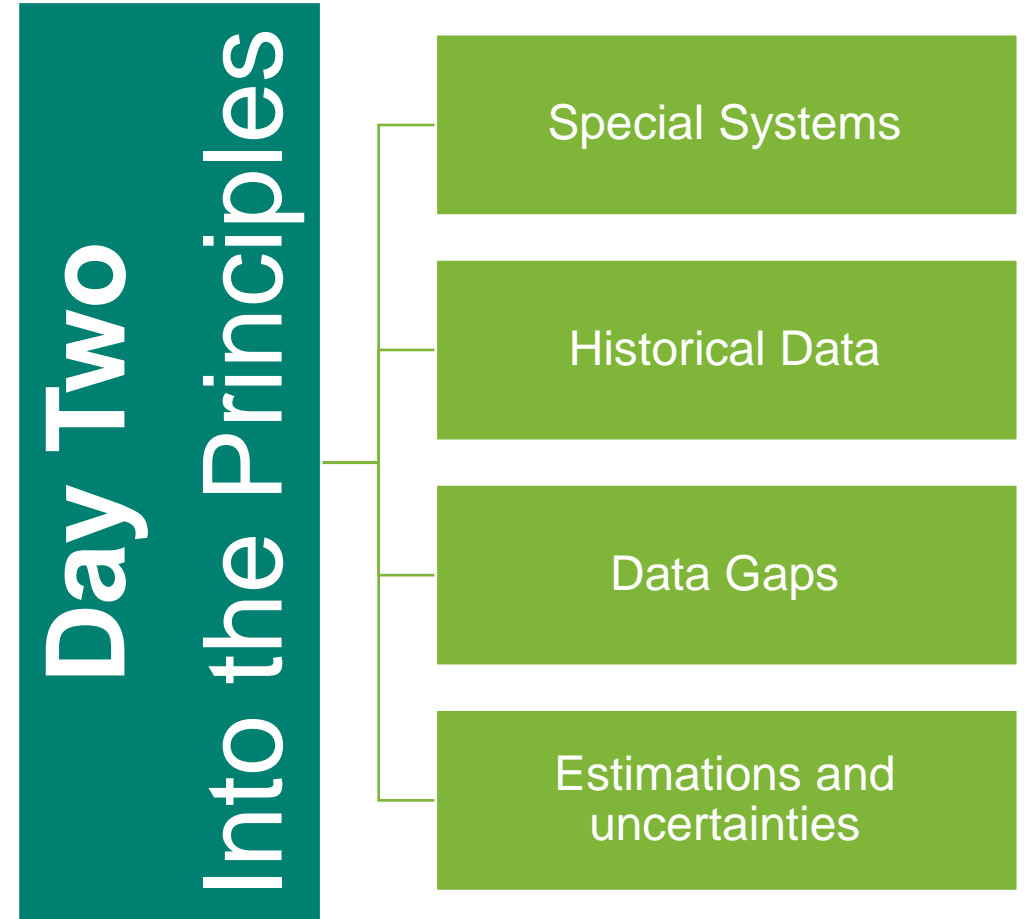 Day Two
Into the Principles
Special Systems
Historical Data
Data Gaps
Estimations and
uncertainties